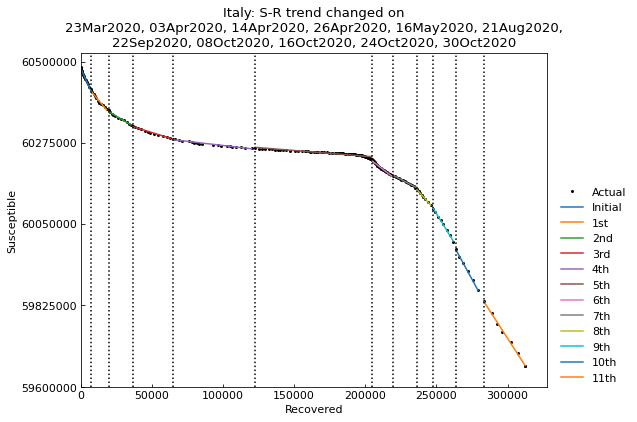 Italy: S-R trend changed on
23Mar2020, 03Apr2020, 14Apr2020, 26Apr2020, 16May2020, 21Aug2020,
22Sep2020, 08Oct2020, 16Oct2020, 24Oct2020, 30Oct2020
60500000
60275000
60050000
59825000
59600000
Susceptible
0 50000 100000 150000 200000 250000 300000
Recovered
Actual
Initial
1st
2nd
3rd
4th
5th
6th
7th
8th
9th
10th
11th